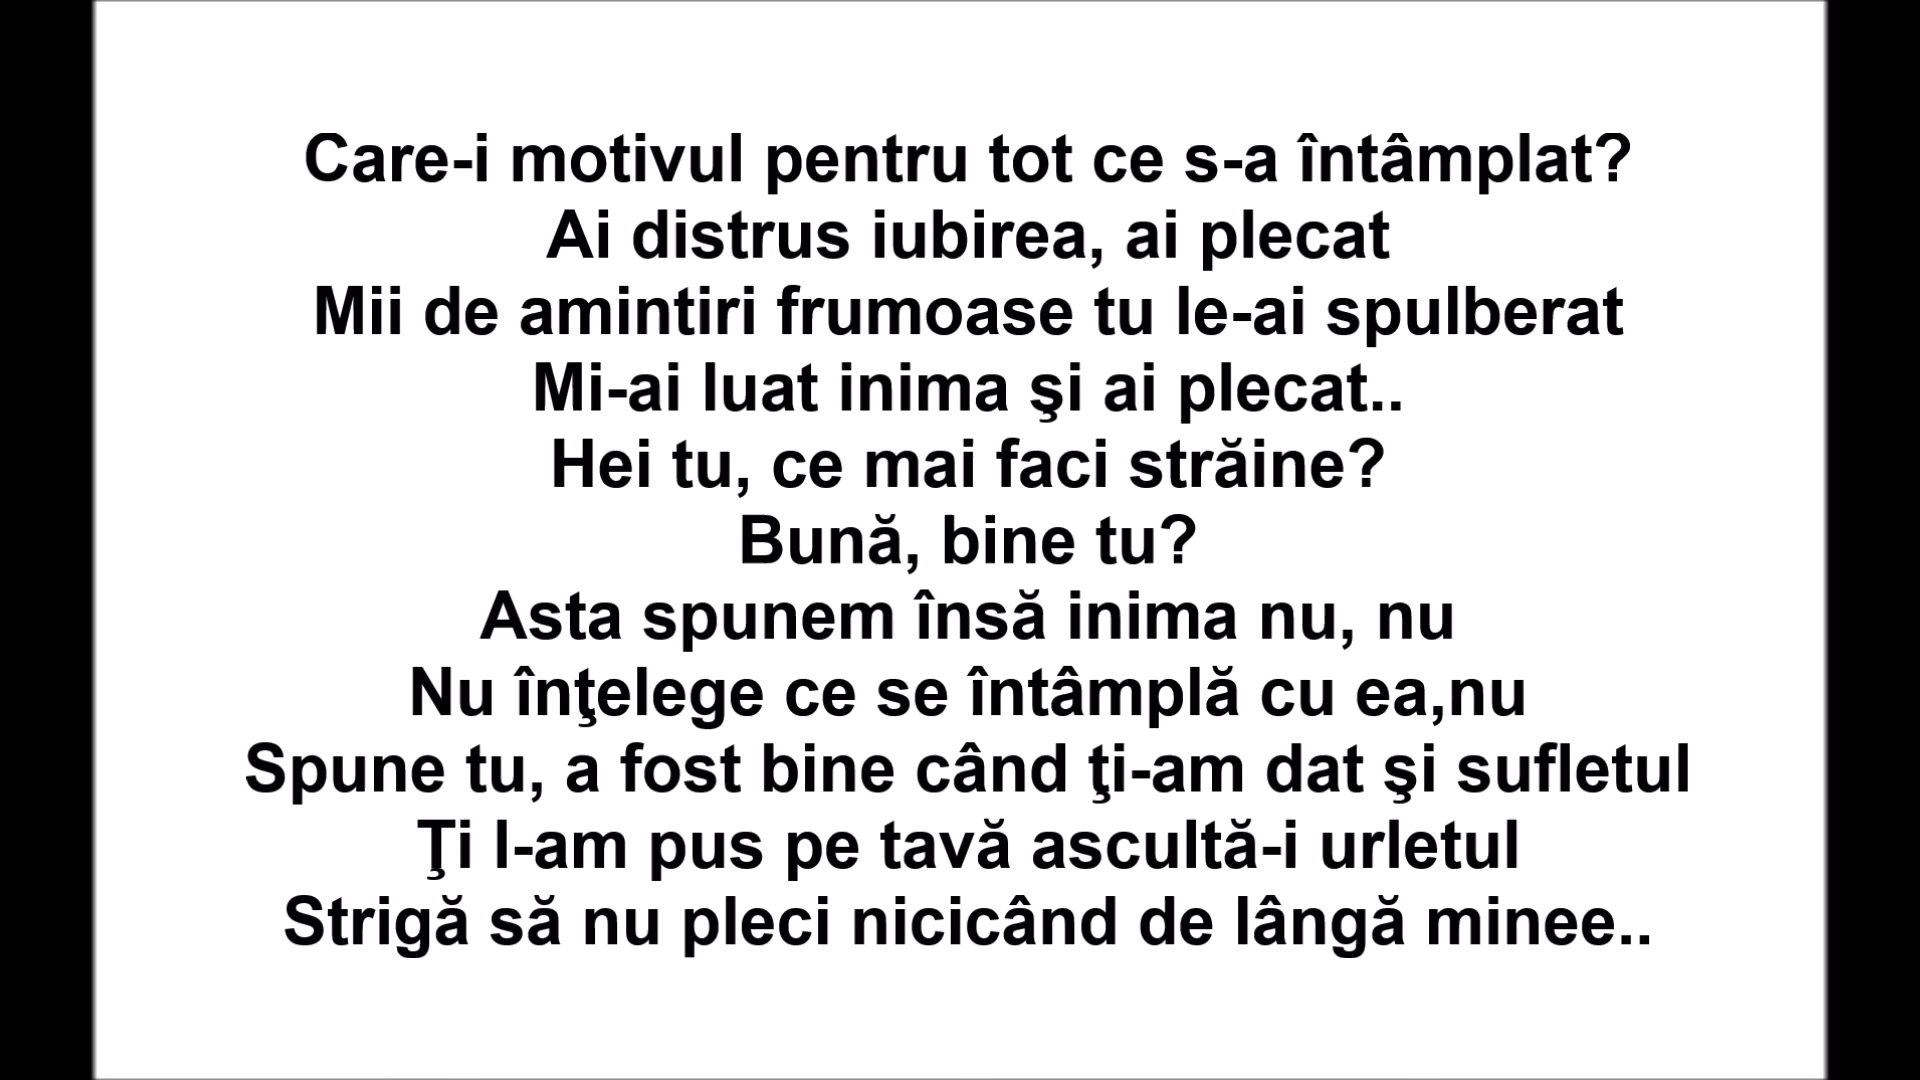 Care-i motivul pentru tot ce s-a întâmplat?
Ai distrus iubirea, ai plecat
Mii de amintiri frumoase tu le-ai spulberat
Mi-ai luat inima şi ai plecat..
Hei tu, ce mai faci străine?
Bună, bine tu?
Asta spunem însă inima nu, nu
Nu înţelege ce se întâmplă cu ea,nu
Spune tu, a fost bine când ţi-am dat şi sufletul
Ţi l-am pus pe tavă ascultă-i urletul
Strigă să nu pleci nicicând de lângă minee..